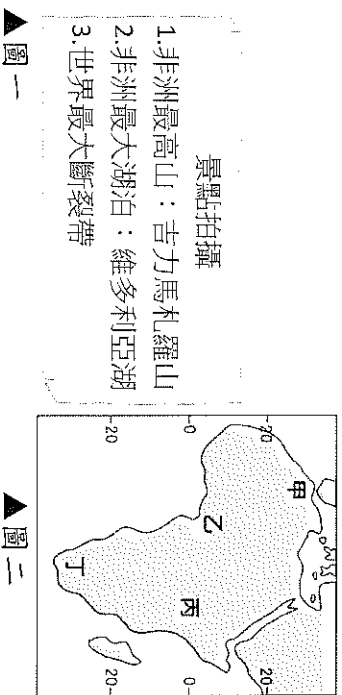 景點拍攝
1.非洲最高山：吉力馬札羅山
2.非洲最大湖泊：維多利亞湖
3.世界最大斷裂帶
▲圖一
20
0
20
20
0
20
甲
乙
丙
丁
▲圖二